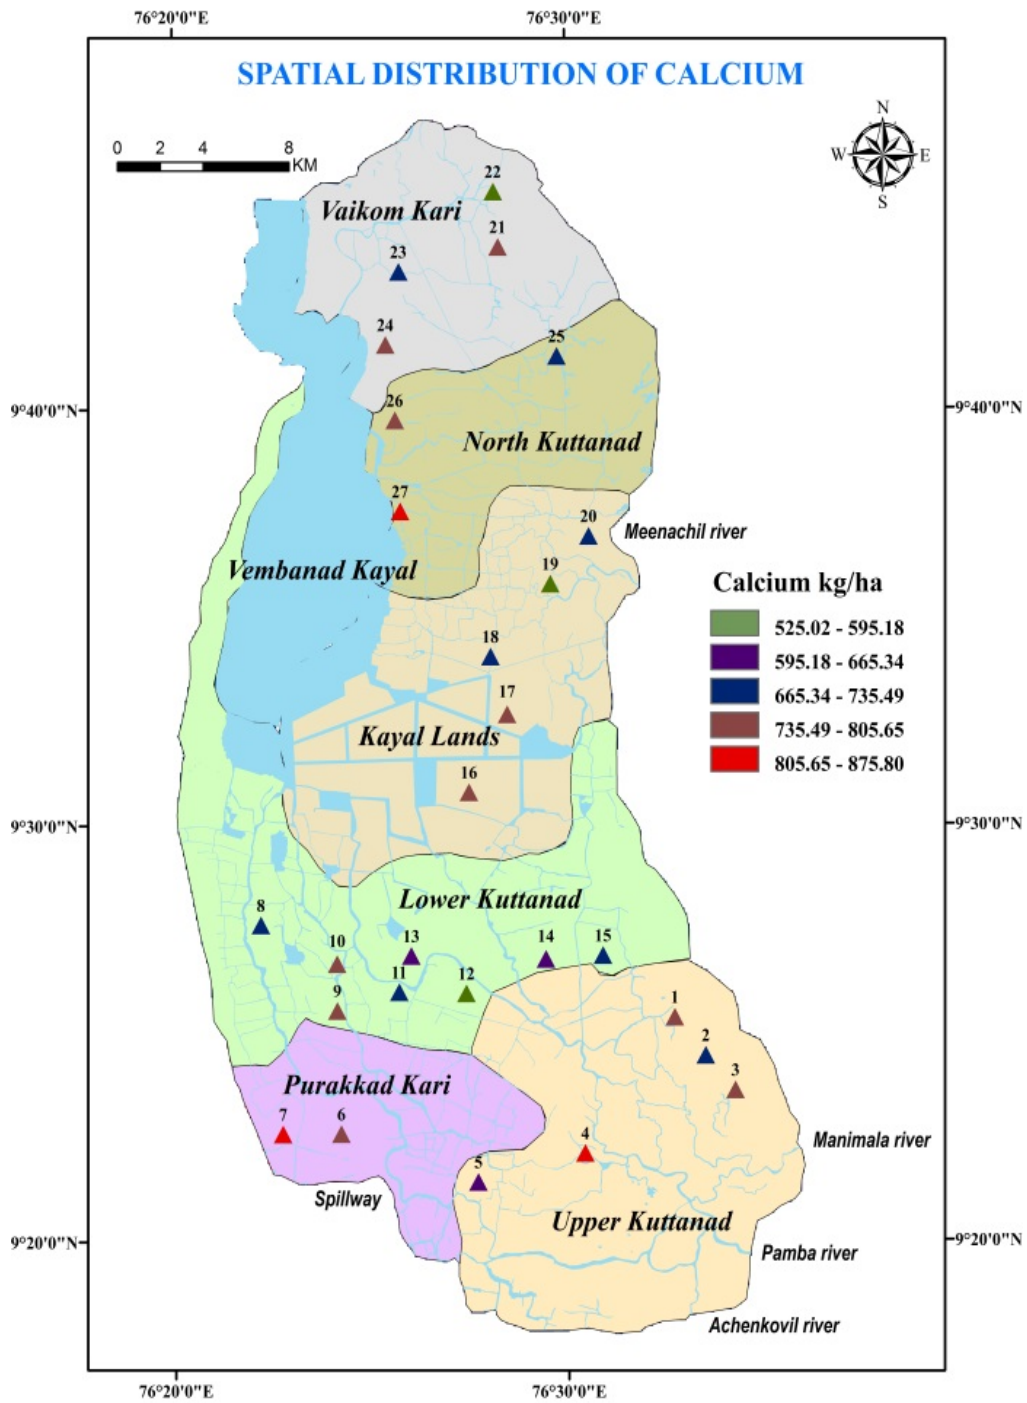 76°20'0"E 76°30'0"E
SPATIAL DISTRIBUTION OF CALCIUM
0 2 4 8
KM
N
W E
S
22
Vaikom Kari
21
23
24
25
9°40'0"N 9°40'0"N
26
North Kuttanad
27
20
Meenachil river
19
Vembanad Kayal
Calcium kg/ha
525.02 - 595.18
595.18 - 665.34
665.34 - 735.49
735.49 - 805.65
805.65 - 875.80
18
17
Kayal Lands
16
9°30'0"N 9°30'0"N
Lower Kuttanad
8
10
13
14
15
11
12
9
1
2
3
Purakkad Kari
7
6
4
Manimala river
5
Spillway
Upper Kuttanad
9°20'0"N 9°20'0"N
Pamba river
Achenkovil river
76°20'0"E 76°30'0"E